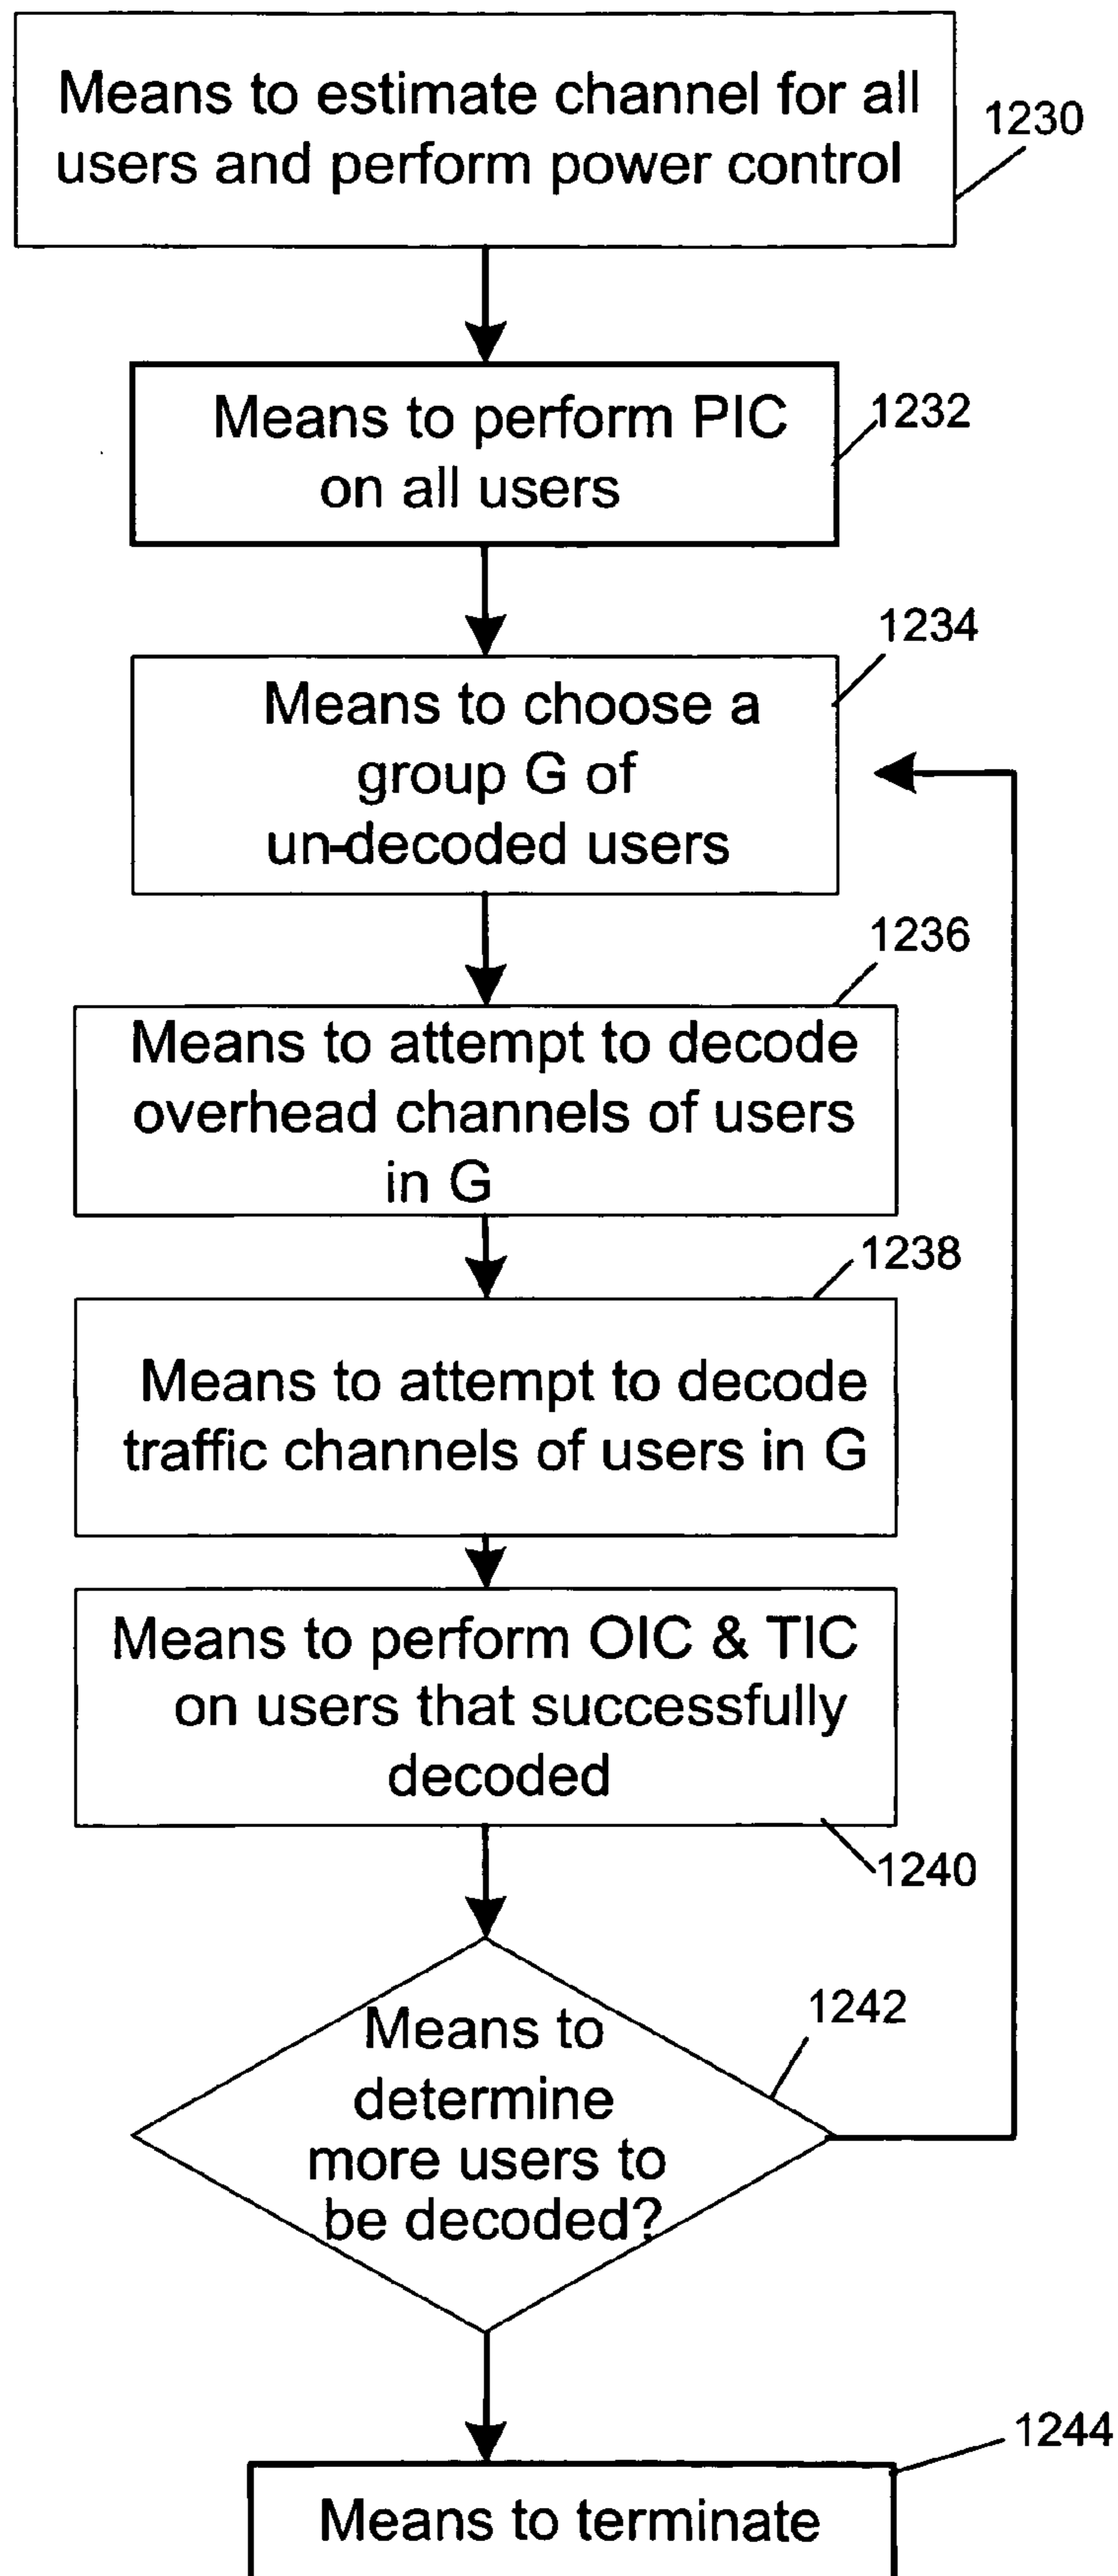 Means to estimate channel for all
users and perform power control
1230
Means to perform PIC
on all users
1232
1234
Means to choose a
group G of
un-decoded users
1236
Means to attempt to decode
overhead channels of users
in G
1238
Means to attempt to decode
traffic channels of users in G
Means to perform OIC & TIC
on users that successfully
decoded
1240
1242
Means to
determine
more users to
be decoded?
1244
Means to terminate